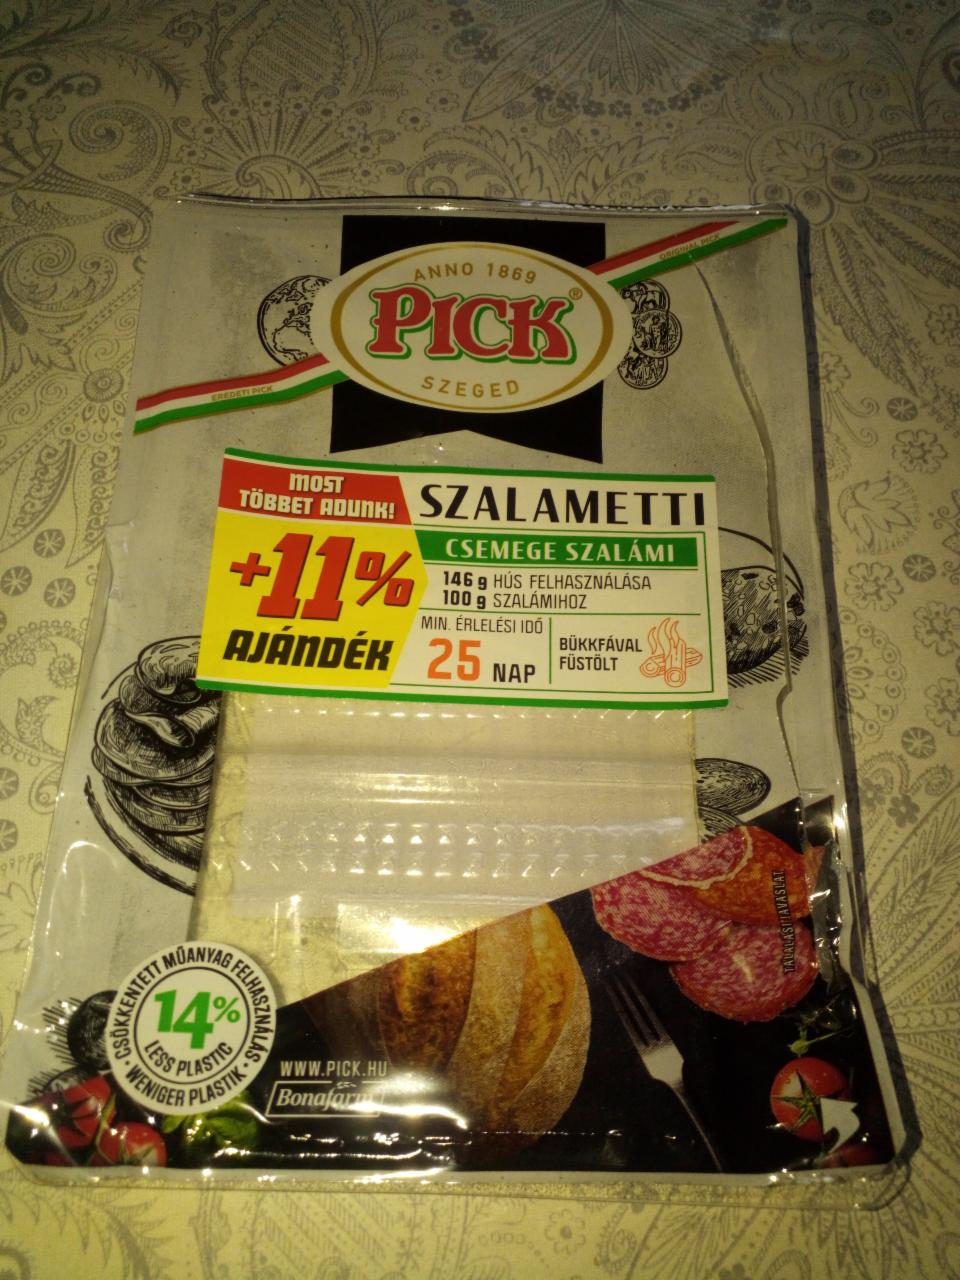 ORIGINAL PICK
ANNO 1869
PICK®
SZEGED
EREDETI PICK
MOST
TÖBBET ADUNK!
+11%
AJÁNDÉK
SZALAMETTI
CSEMEGE SZALÁMI
146 g HÚS FELHASZNÁLÁSA
100 g SZALÁMIHOZ
MIN. ÉRLELÉSI IDŐ
25 NAP
BÜKKFÁVAL
FÜSTÖLT
TÁLALÁSI JAVASLAT
CSÖKKENTETT MŰANYAG FELHASZNÁLÁS
14%
LESS PLASTIC
• WENIGER PLASTIK •
WWW.PICK.HU
Bonafarm